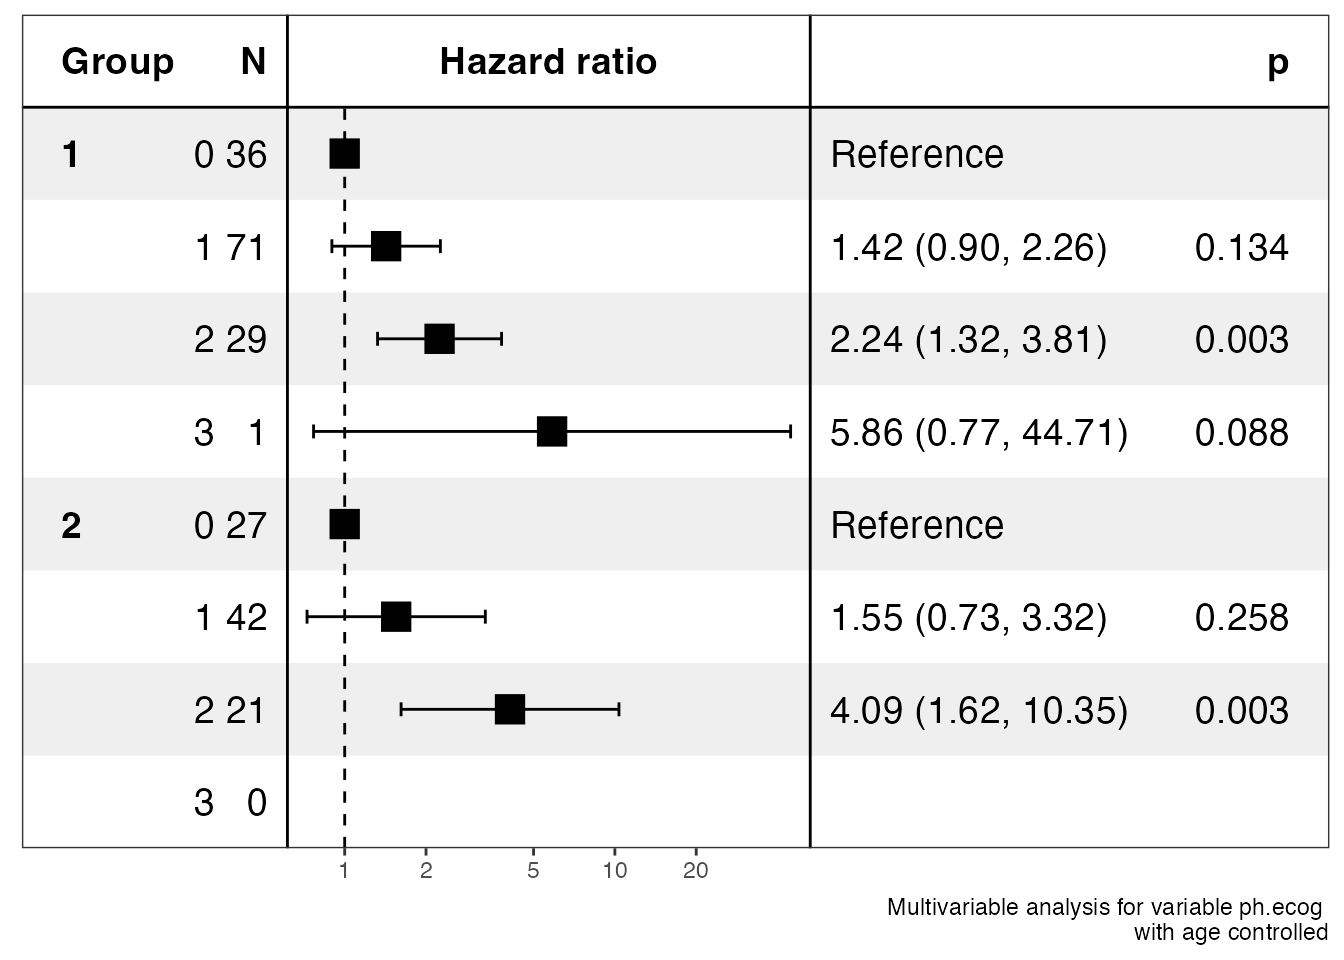 Group N Hazard ratio p
1 0 36 Reference
1 71 1.42 (0.90, 2.26) 0.134
2 29 2.24 (1.32, 3.81) 0.003
3 1 5.86 (0.77, 44.71) 0.088
2 0 27 Reference
1 42 1.55 (0.73, 3.32) 0.258
2 21 4.09 (1.62, 10.35) 0.003
3 0
1 2 5 10 20
Multivariable analysis for variable ph.ecog
with age controlled